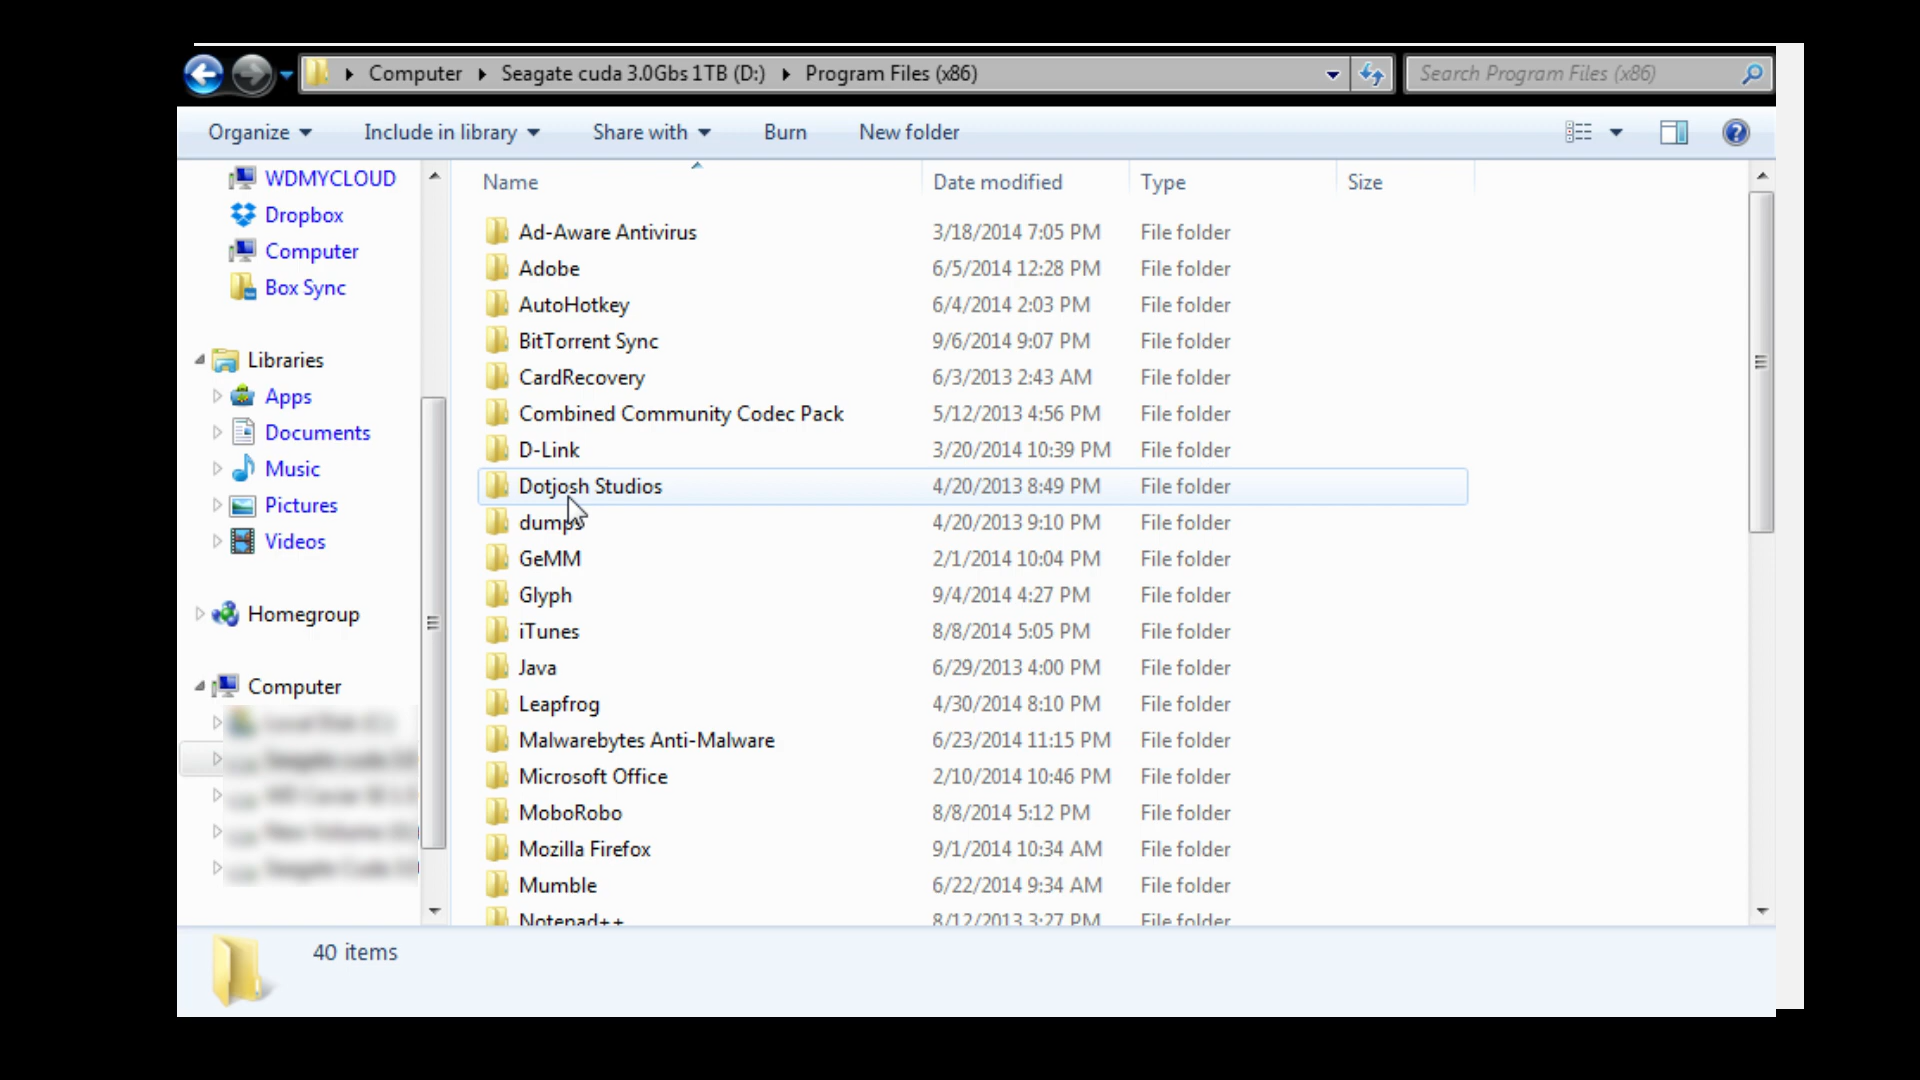 Computer ▸ Seagate cuda 3.0Gbs 1TB (D:) ▸ Program Files (x86)
Search Program Files (x86)
Organize Include in library Share with Burn New folder
WDMYCLOUD
Dropbox
Computer
Box Sync
Libraries
Apps
Documents
Music
Pictures
Videos
Homegroup
Computer
Name Date modified Type Size
Ad-Aware Antivirus 3/18/2014 7:05 PM File folder
Adobe 6/5/2014 12:28 PM File folder
AutoHotkey 6/4/2014 2:03 PM File folder
BitTorrent Sync 9/6/2014 9:07 PM File folder
CardRecovery 6/3/2013 2:43 AM File folder
Combined Community Codec Pack 5/12/2013 4:56 PM File folder
D-Link 3/20/2014 10:39 PM File folder
Dotjosh Studios 4/20/2013 8:49 PM File folder
dumps 4/20/2013 9:10 PM File folder
GeMM 2/1/2014 10:04 PM File folder
Glyph 9/4/2014 4:27 PM File folder
iTunes 8/8/2014 5:05 PM File folder
Java 6/29/2013 4:00 PM File folder
Leapfrog 4/30/2014 8:10 PM File folder
Malwarebytes Anti-Malware 6/23/2014 11:15 PM File folder
Microsoft Office 2/10/2014 10:46 PM File folder
MoboRobo 8/8/2014 5:12 PM File folder
Mozilla Firefox 9/1/2014 10:34 AM File folder
Mumble 6/22/2014 9:34 AM File folder
Notepad++ 8/12/2013 3:27 PM File folder
40 items